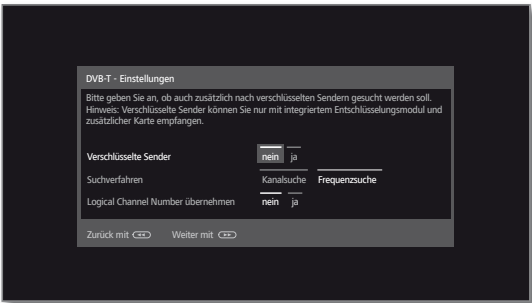 DVB-T - Einstellungen
Bitte geben Sie an, ob auch zusätzlich nach verschlüsselten Sendern gesucht werden soll.
Hinweis: Verschlüsselte Sender können Sie nur mit integriertem Entschlüsselungsmodul und
zusätzlicher Karte empfangen.
Verschlüsselte Sender nein ja
Suchverfahren Kanalsuche Frequenzsuche
Logical Channel Number übernehmen nein ja
Zurück mit ◄◄ Weiter mit ►►